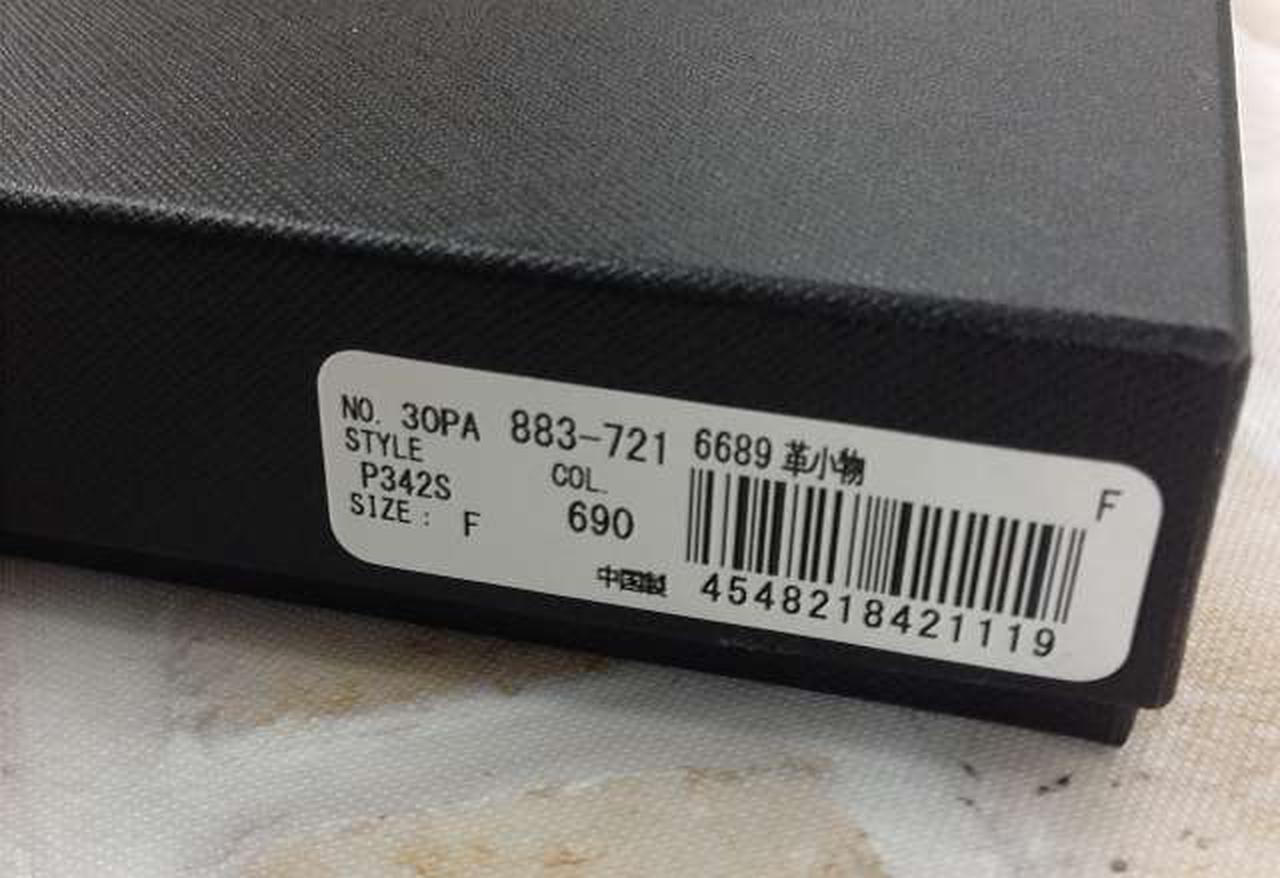 NO. 30PA 883-721 6689 革小物
STYLE COL. F
P342S 690
SIZE: F
中国製 4548218421119